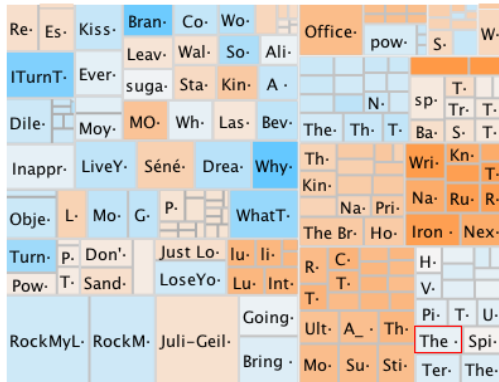 Re·
Es·
Kiss·
Bran·
Co·
Wo·
Leav·
Wal·
So·
Ali·
ITurnT·
Ever·
suga·
Sta·
Kin·
A ·
Dile·
Moy·
MO·
Wh·
Las·
Bev·
Inappr·
LiveY·
Séné·
Drea·
Why·
Obje·
L·
Mo·
G·
P·
WhatT·
Turn·
P·
Don'·
Just Lo·
lu·
li·
Pow·
T·
Sand·
LoseYo·
Lu·
Int·
RockMyL·
RockM·
Juli-Geil·
Going·
Bring ·
Office·
pow·
S·
W·
N·
The·
Th·
T·
sp·
T·
Tr·
T·
Ba·
S·
T·
Th·
Kin·
Na·
Pri·
The Br·
Ho·
Wri·
Kn·
T·
Na·
Ru·
R·
Iron ·
Nex·
R·
C·
T·
T·
Ult·
A_ ·
Th·
Mo·
Su·
Sti·
H·
V·
Pi·
T·
U·
The ·
Spi·
Ter·
The·